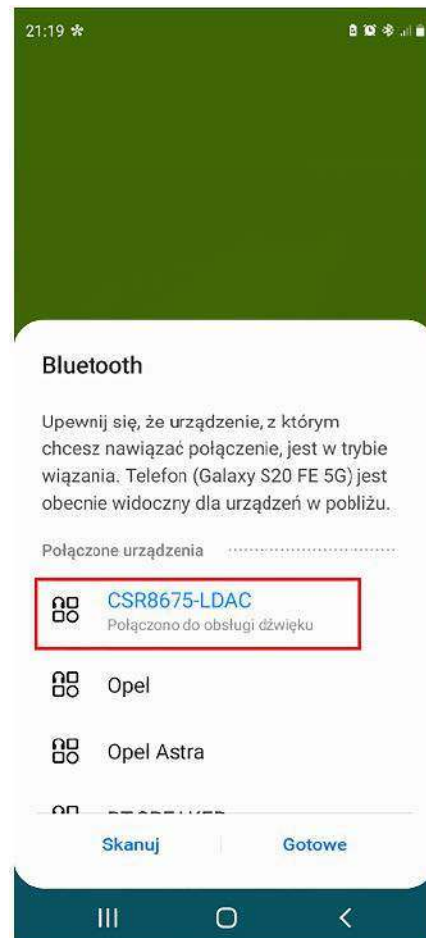 21:19
Bluetooth
Upewnij się, że urządzenie, z którym
chcesz nawiązać połączenie, jest w trybie
wiązania. Telefon (Galaxy S20 FE 5G) jest
obecnie widoczny dla urządzeń w pobliżu.
Połączone urządzenia
CSR8675-LDAC
Połączono do obsługi dźwięku
Opel
Opel Astra
Skanuj
Gotowe